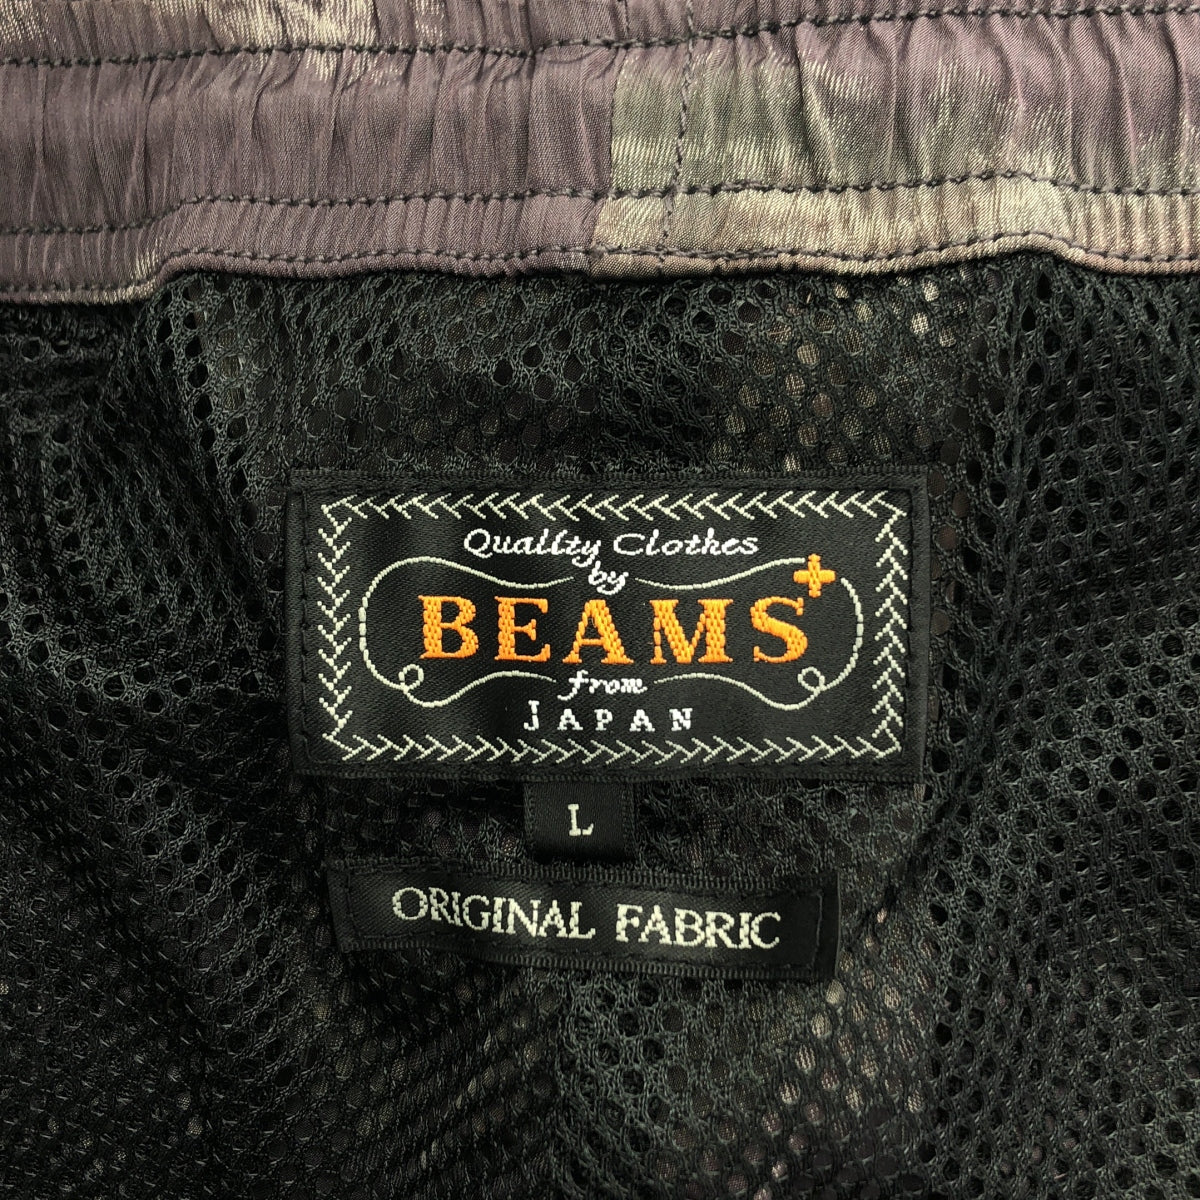 Quality Clothes
by
BEAMS+
from
JAPAN
L
ORIGINAL FABRIC